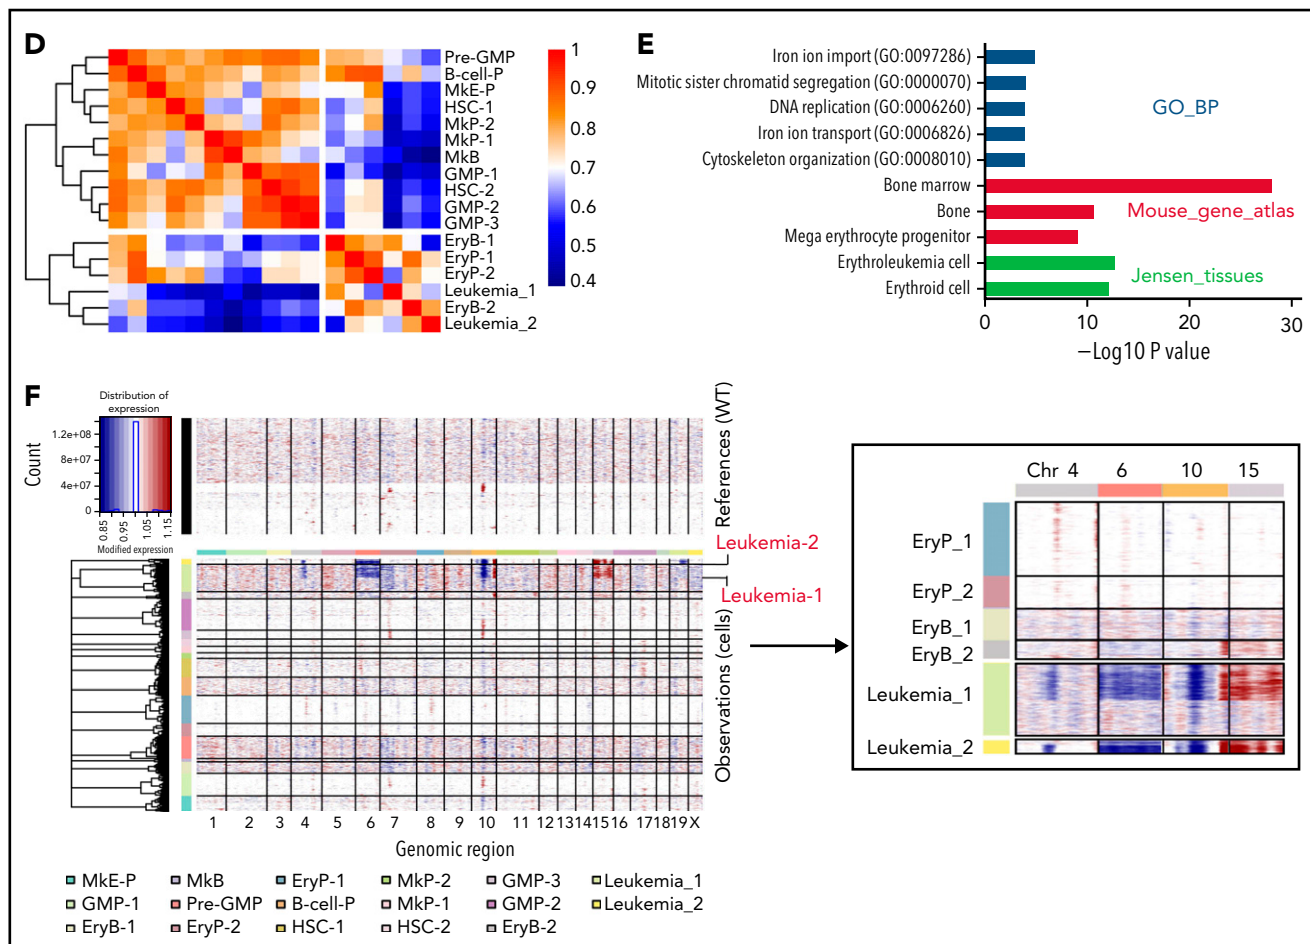 D
Pre-GMP
B-cell-P
MkE-P
HSC-1
MkP-2
MkP-1
MkB
GMP-1
HSC-2
GMP-2
GMP-3
EryB-1
EryP-1
EryP-2
Leukemia_1
EryB-2
Leukemia_2
1
0.9
0.8
0.7
0.6
0.5
0.4
E
Iron ion import (GO:0097286)
Mitotic sister chromatid segregation (GO:0000070)
DNA replication (GO:0006260)
Iron ion transport (GO:0006826)
Cytoskeleton organization (GO:0008010)
Bone marrow
Bone
Mega erythrocyte progenitor
Erythroleukemia cell
Erythroid cell
GO_BP
Mouse_gene_atlas
Jensen_tissues
0 10 20 30
−Log10 P value
F
Distribution of
expression
Count
1.2e+08
8e+07
4e+07
0
0.85 0.95 1.05 1.15
Modified expression
References (WT)
Leukemia-2
Leukemia-1
Observations (cells)
1 2 3 4 5 6 7 8 9 10 11 12 13 14 15 16 17 18 19 X
Genomic region
Chr 4 6 10 15
EryP_1
EryP_2
EryB_1
EryB_2
Leukemia_1
Leukemia_2
MkE-P MkB EryP-1 MkP-2 GMP-3 Leukemia_1
GMP-1 Pre-GMP B-cell-P MkP-1 GMP-2 Leukemia_2
EryB-1 EryP-2 HSC-1 HSC-2 EryB-2